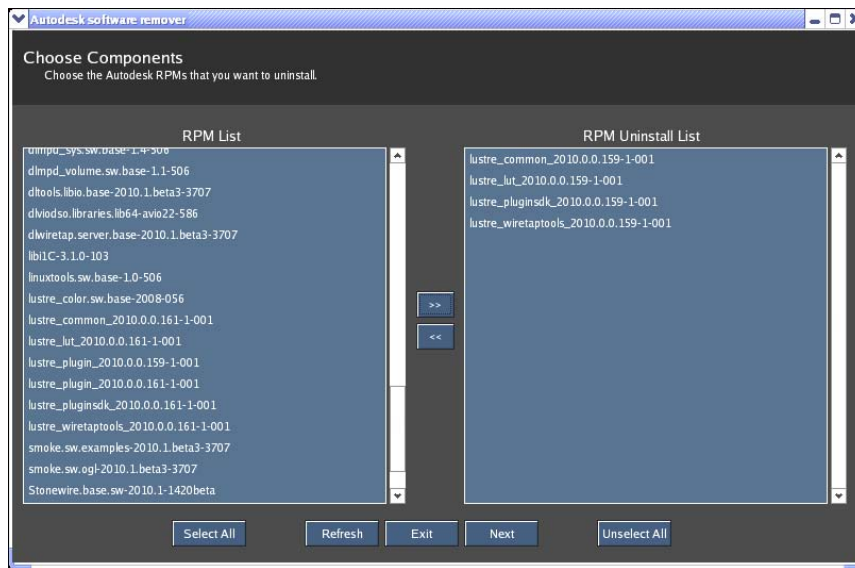 Autodesk software remover
Choose Components
Choose the Autodesk RPMs that you want to uninstall.
RPM List
dlmpd_sys.sw.base-1.4-506
dlmpd_volume.sw.base-1.1-506
dltools.libio.base-2010.1.beta3-3707
dlviodso.libraries.lib64-avio22-586
dlwiretap.server.base-2010.1.beta3-3707
libi1C-3.1.0-103
linuxtools.sw.base-1.0-506
lustre_color.sw.base-2008-056
lustre_common_2010.0.0.161-1-001
lustre_lut_2010.0.0.161-1-001
lustre_plugin_2010.0.0.159-1-001
lustre_plugin_2010.0.0.161-1-001
lustre_pluginsdk_2010.0.0.161-1-001
lustre_wiretaptools_2010.0.0.161-1-001
smoke.sw.examples-2010.1.beta3-3707
smoke.sw.ogl-2010.1.beta3-3707
Stonewire.base.sw-2010.1-1420beta
>>
<<
RPM Uninstall List
lustre_common_2010.0.0.159-1-001
lustre_lut_2010.0.0.159-1-001
lustre_pluginsdk_2010.0.0.159-1-001
lustre_wiretaptools_2010.0.0.159-1-001
Select All
Refresh
Exit
Next
Unselect All